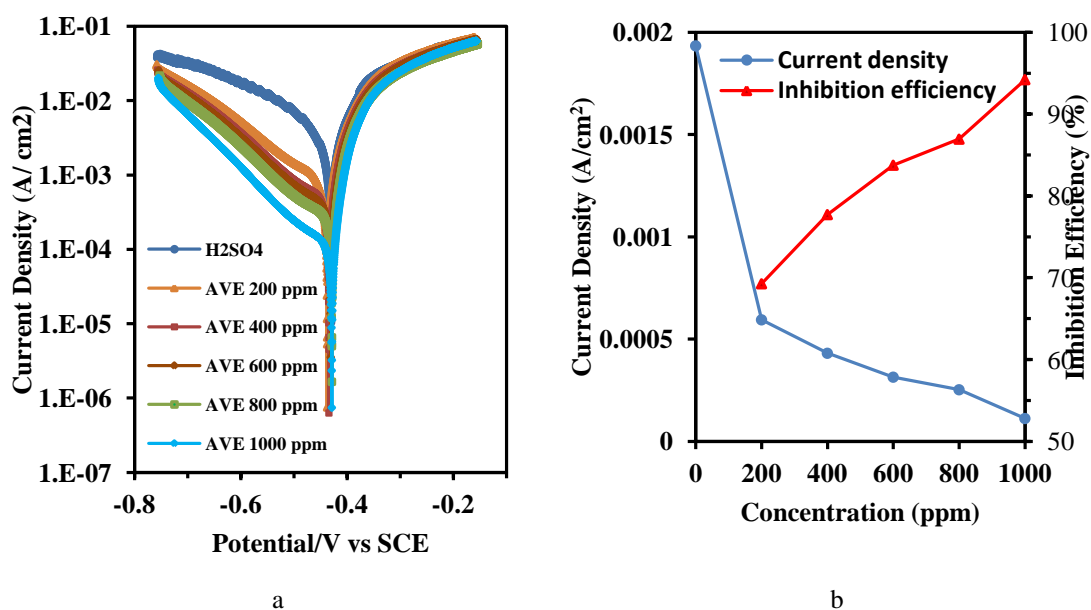 1.E-01
1.E-02
1.E-03
1.E-04
1.E-05
1.E-06
1.E-07
Current Density (A/ cm2)
H2SO4
AVE 200 ppm
AVE 400 ppm
AVE 600 ppm
AVE 800 ppm
AVE 1000 ppm
-0.8
-0.6
-0.4
-0.2
Potential/V vs SCE
a
0.002
0.0015
0.001
0.0005
0
Current Density (A/cm²)
Current density
Inhibition efficiency
100
90
80
70
60
50
Inhibition Efficiency (%)
0
200
400
600
800
1000
Concentration (ppm)
b